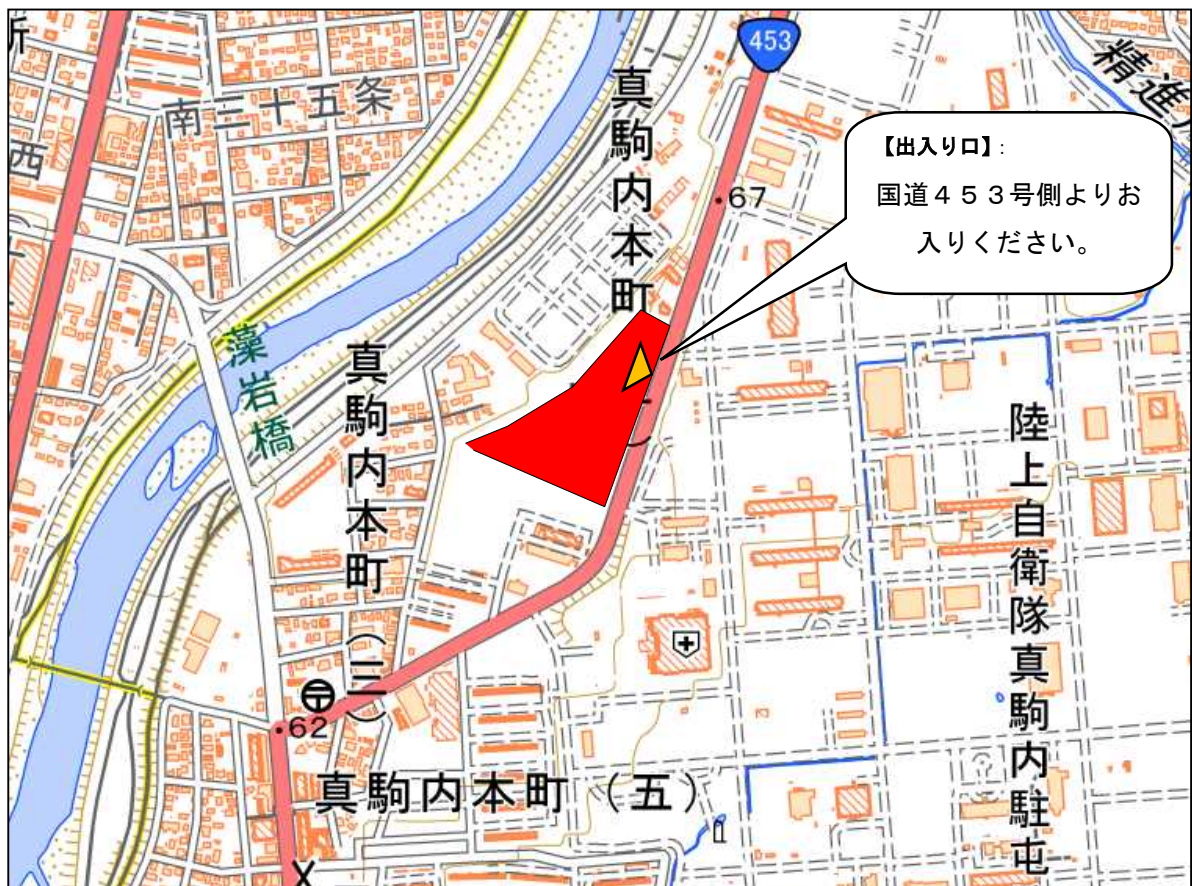 新
西
南三十五条
453
精進
真駒内本町
【出入り口】:
国道４５３号側よりお
入りください。
67
藻岩橋
真駒内本町（三）
陸上自衛隊真駒内駐屯
62
真駒内本町（五）